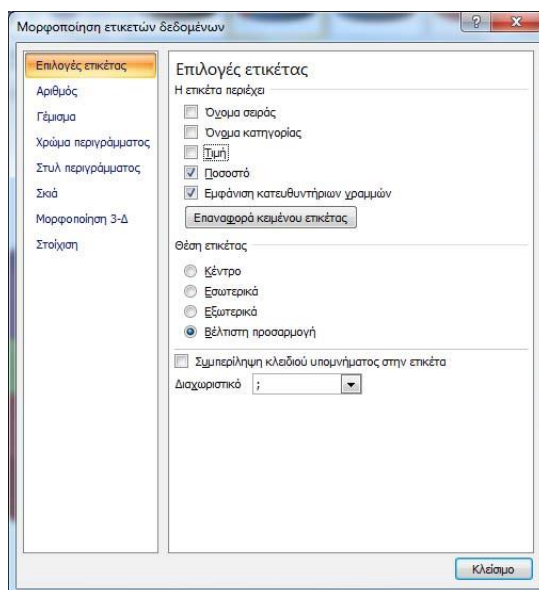 Μορφοποίηση ετικετών δεδομένων
Επιλογές ετικέτας
Αριθμός
Γέμισμα
Χρώμα περιγράμματος
Στυλ περιγράμματος
Σκιά
Μορφοποίηση 3-Δ
Στοίχιση
Επιλογές ετικέτας
Η ετικέτα περιέχει
Όνομα σειράς
Όνομα κατηγορίας
Τιμή
Ποσοστό
Εμφάνιση κατευθυντήριων γραμμών
Επαναφορά κειμένου ετικέτας
Θέση ετικέτας
Κέντρο
Εσωτερικά
Εξωτερικά
Βέλτιστη προσαρμογή
Συμπερίληψη κλειδιού υπομνήματος στην ετικέτα
Διαχωριστικό ;
Κλείσιμο